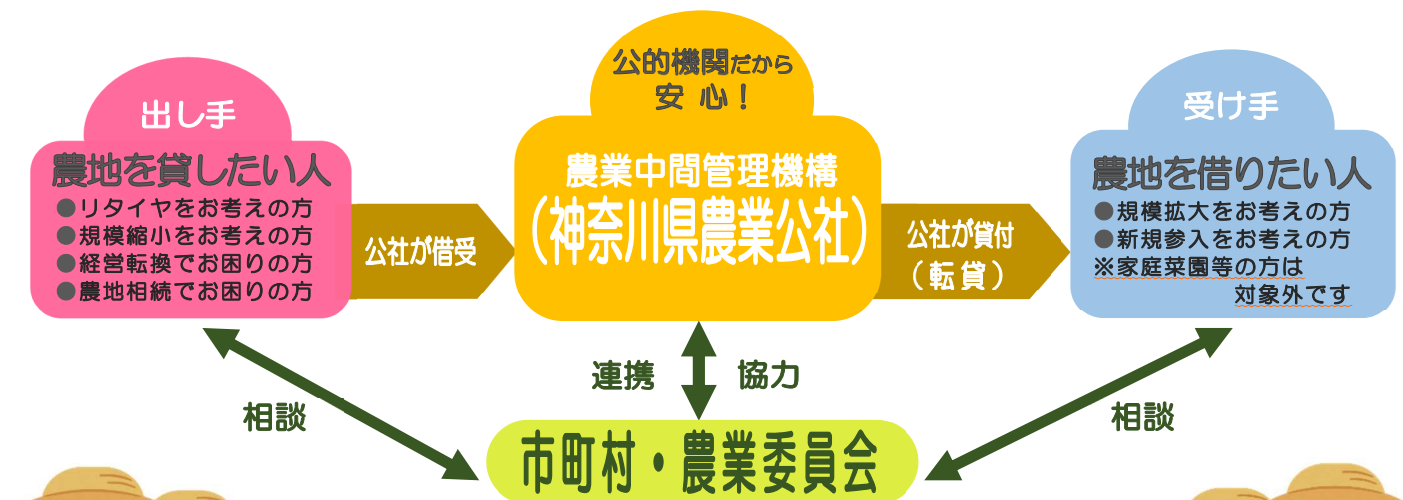 出し手
農地を貸したい人
●リタイヤをお考えの方
●規模縮小をお考えの方
●経営転換でお困りの方
●農地相続でお困りの方
公社が借受
公的機関だから
安 心！
農業中間管理機構
（神奈川県農業公社）
公社が貸付
（転貸）
受け手
農地を借りたい人
●規模拡大をお考えの方
●新規参入をお考えの方
※家庭菜園等の方は
対象外です
相談
連携 協力
相談
市町村・農業委員会